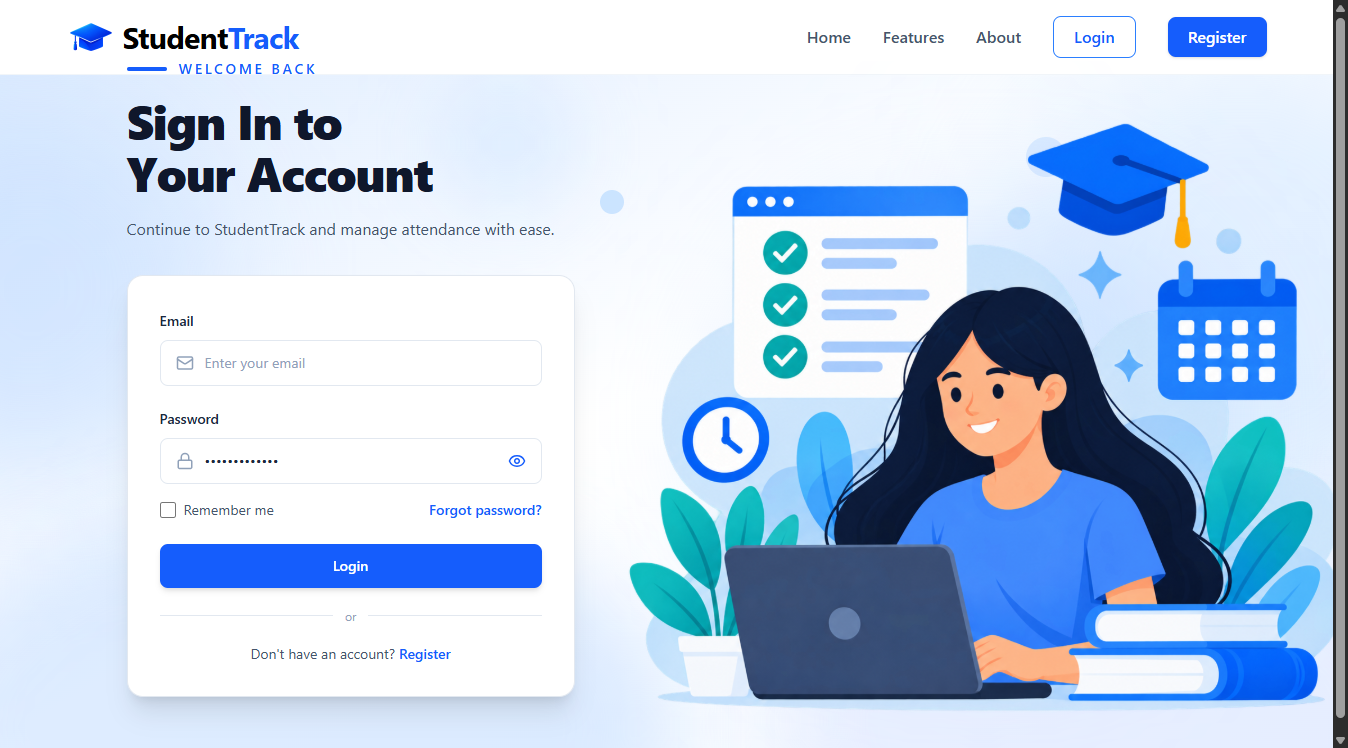 StudentTrack
Home Features About Login Register
WELCOME BACK
Sign In to
Your Account
Continue to StudentTrack and manage attendance with ease.
Email
Enter your email
Password
•••••••••••••
Remember me Forgot password?
Login
or
Don't have an account? Register